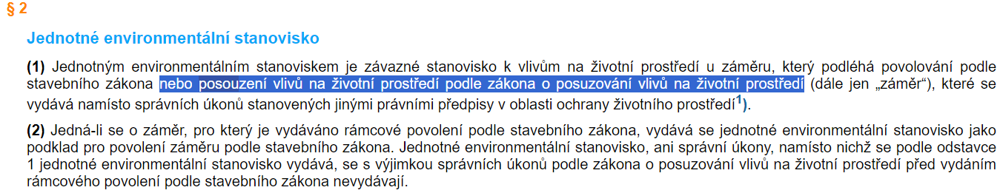 § 2
Jednotné environmentální stanovisko
(1) Jednotným environmentálním stanoviskem je závazné stanovisko k vlivům na životní prostředí u záměru, který podléhá povolování podle
stavebního zákona nebo posouzení vlivů na životní prostředí podle zákona o posuzování vlivů na životní prostředí (dále jen „záměr“), které se
vydává namísto správních úkonů stanovených jinými právními předpisy v oblasti ochrany životního prostředí1).
(2) Jedná-li se o záměr, pro který je vydáváno rámcové povolení podle stavebního zákona, vydává se jednotné environmentální stanovisko jako
podklad pro povolení záměru podle stavebního zákona. Jednotné environmentální stanovisko, ani správní úkony, namísto nichž se podle odstavce
1 jednotné environmentální stanovisko vydává, se s výjimkou správních úkonů podle zákona o posuzování vlivů na životní prostředí před vydáním
rámcového povolení podle stavebního zákona nevydávají.